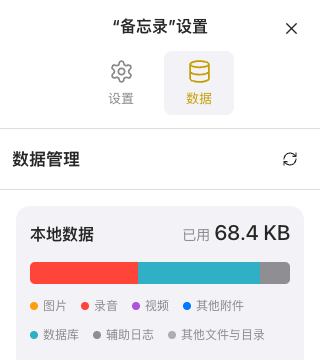 “备忘录”设置
设置 数据
数据管理
本地数据 已用 68.4 KB
图片 录音 视频 其他附件
数据库 辅助日志 其他文件与目录